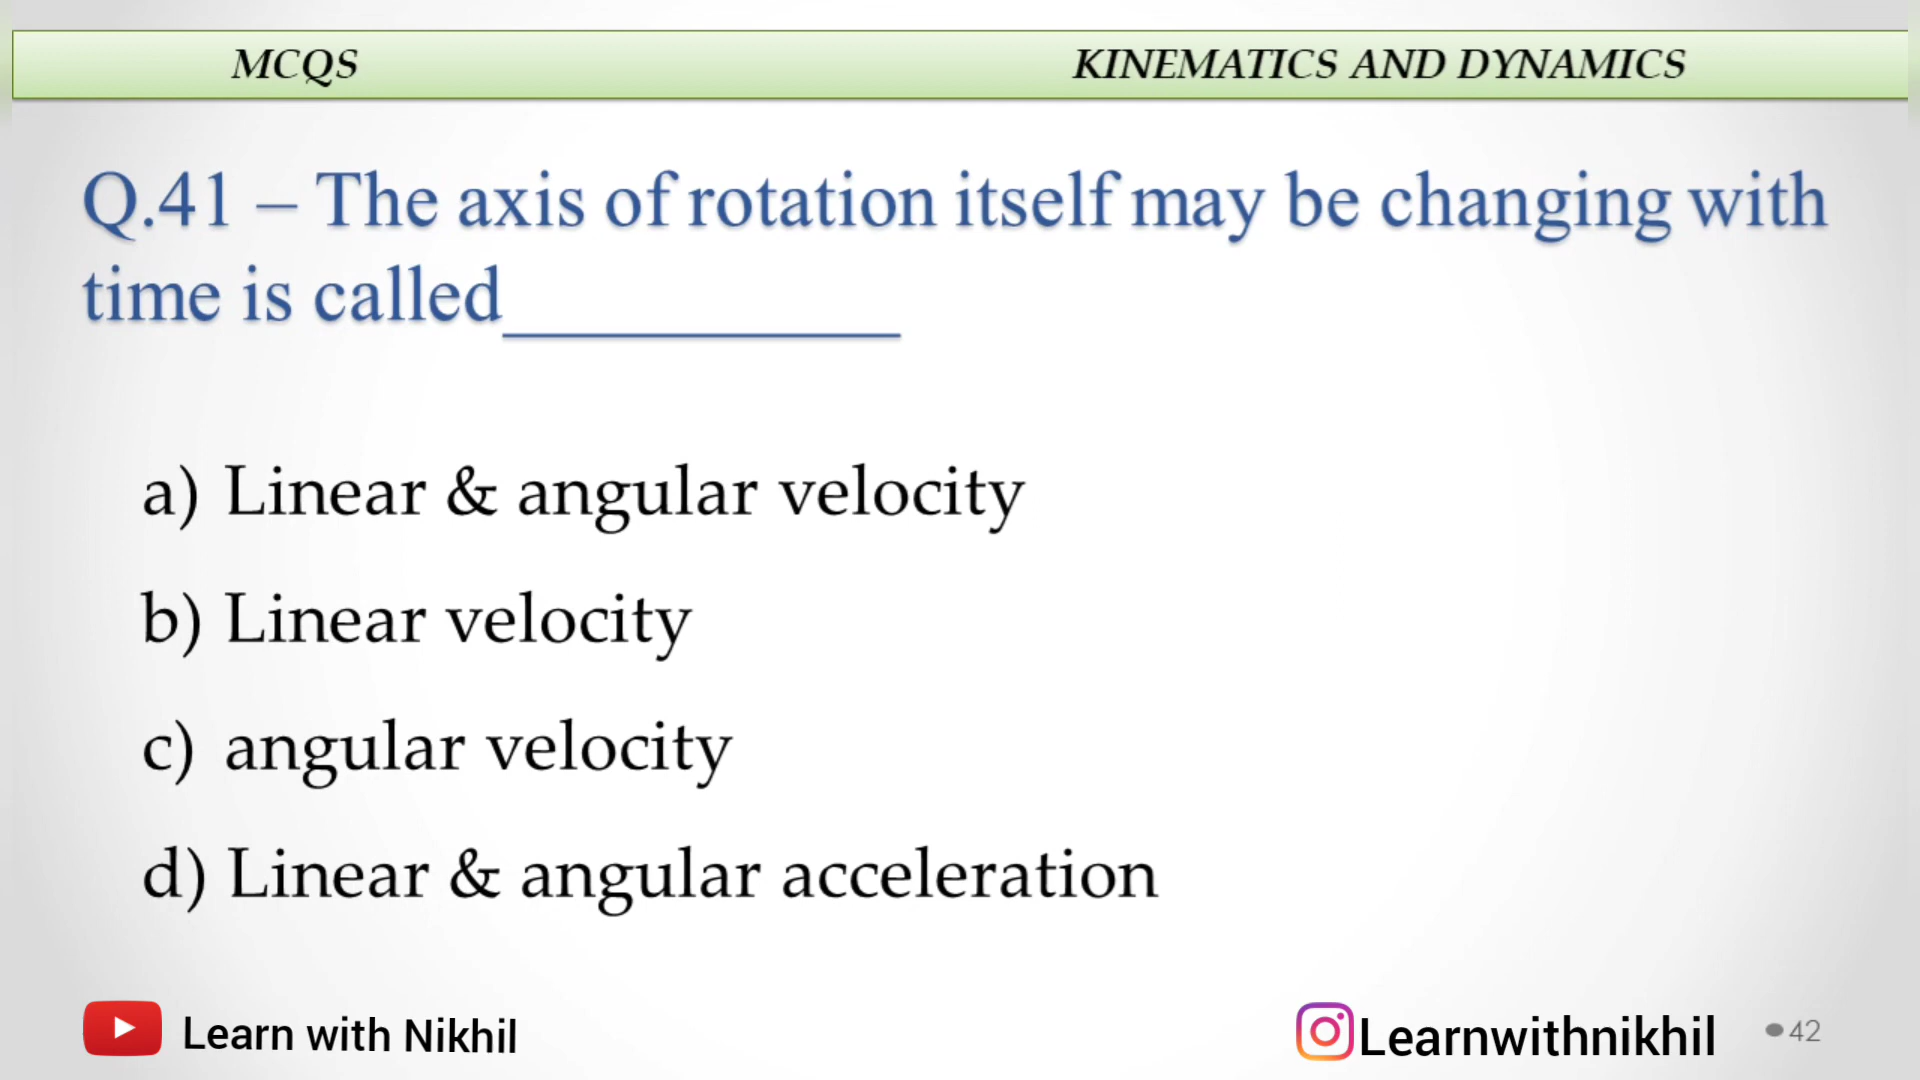 MCQS KINEMATICS AND DYNAMICS
Q.41 – The axis of rotation itself may be changing with
time is called___________
a) Linear & angular velocity
b) Linear velocity
c) angular velocity
d) Linear & angular acceleration
Learn with Nikhil Learnwithnikhil •42